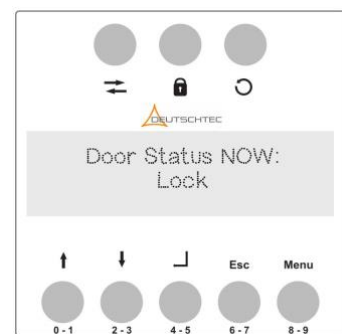 DEUTSCHTEC
Door Status NOW:
Lock
Esc Menu
0 - 1 2 - 3 4 - 5 6 - 7 8 - 9